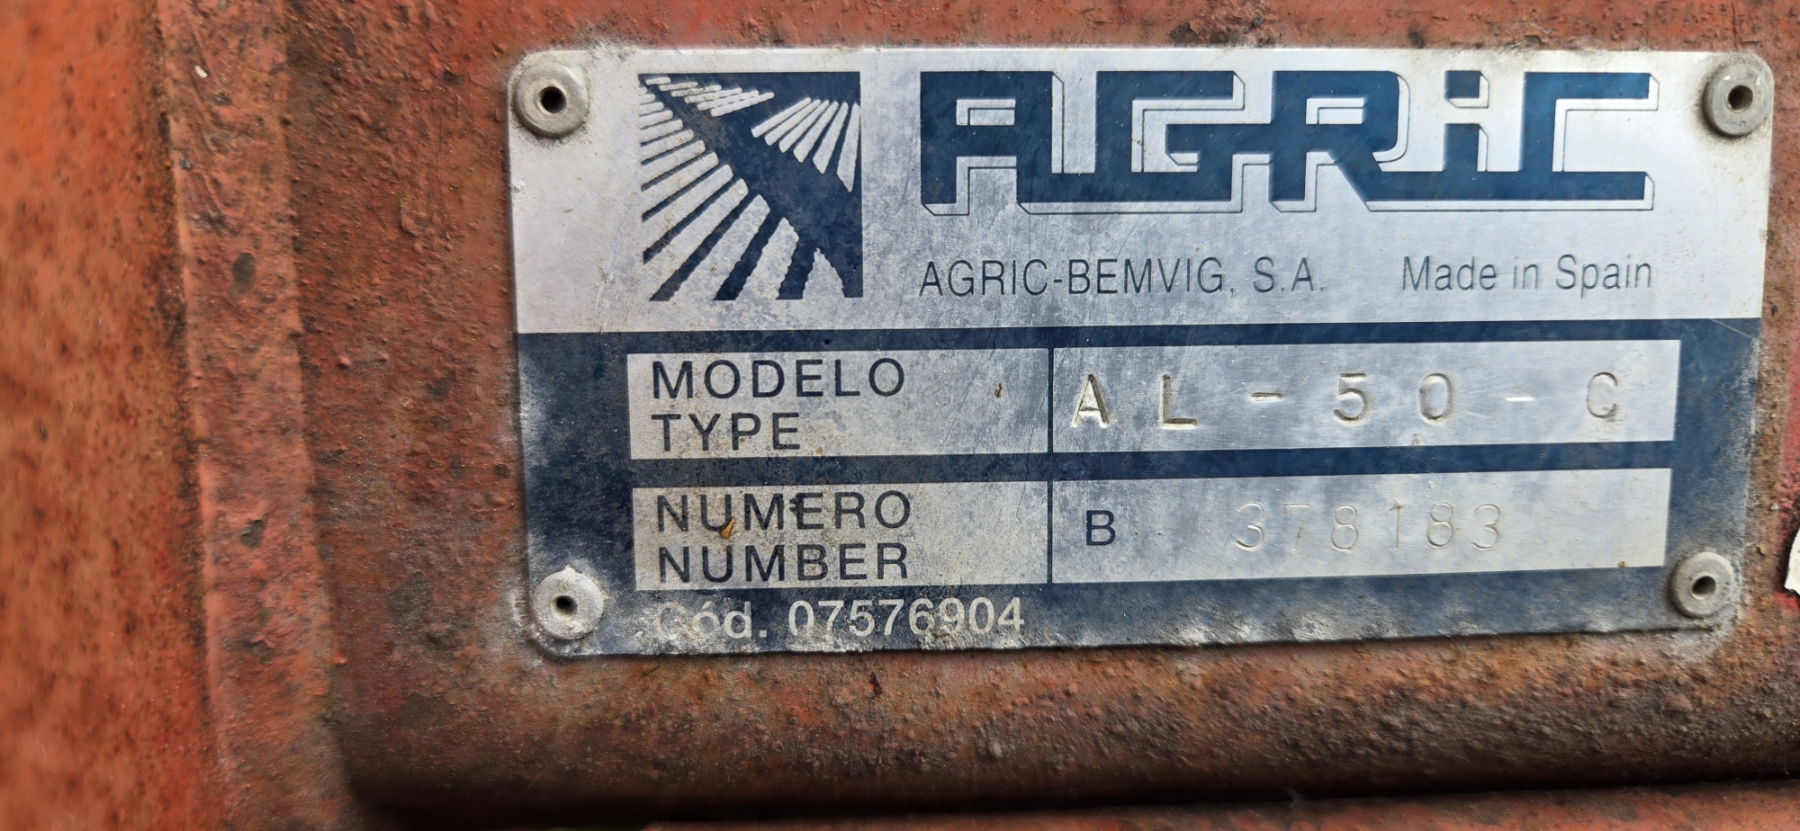 AGRIC
AGRIC-BEMVIG, S.A. Made in Spain
MODELO
TYPE
AL-50-C
NUMERO
NUMBER
B 378183
Cód. 07576904